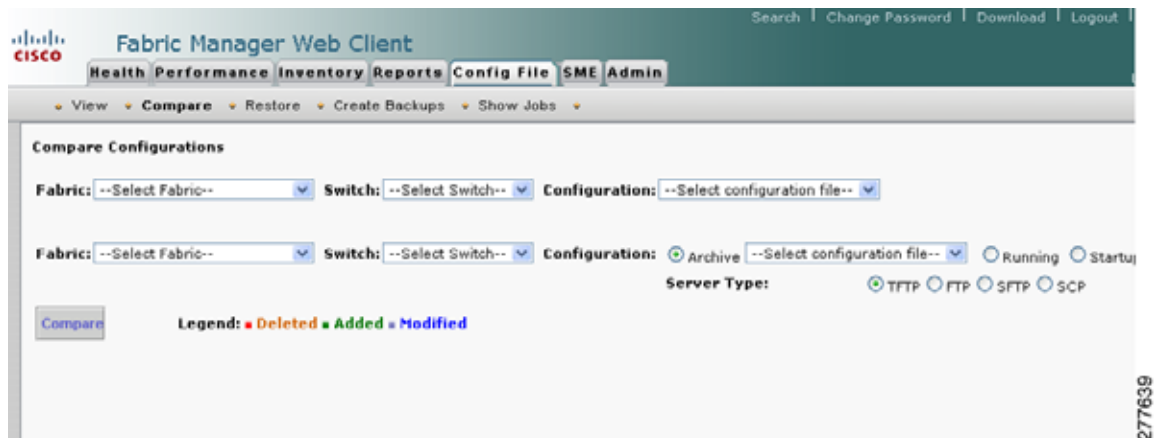 Search | Change Password | Download | Logout |
CISCO
Fabric Manager Web Client
Health Performance Inventory Reports Config File SME Admin
View Compare Restore Create Backups Show Jobs
Compare Configurations
Fabric: --Select Fabric-- Switch: --Select Switch-- Configuration: --Select configuration file--
Fabric: --Select Fabric-- Switch: --Select Switch-- Configuration: Archive --Select configuration file-- Running Startup
Server Type: TFTP FTP SFTP SCP
Compare Legend: Deleted Added Modified
277639